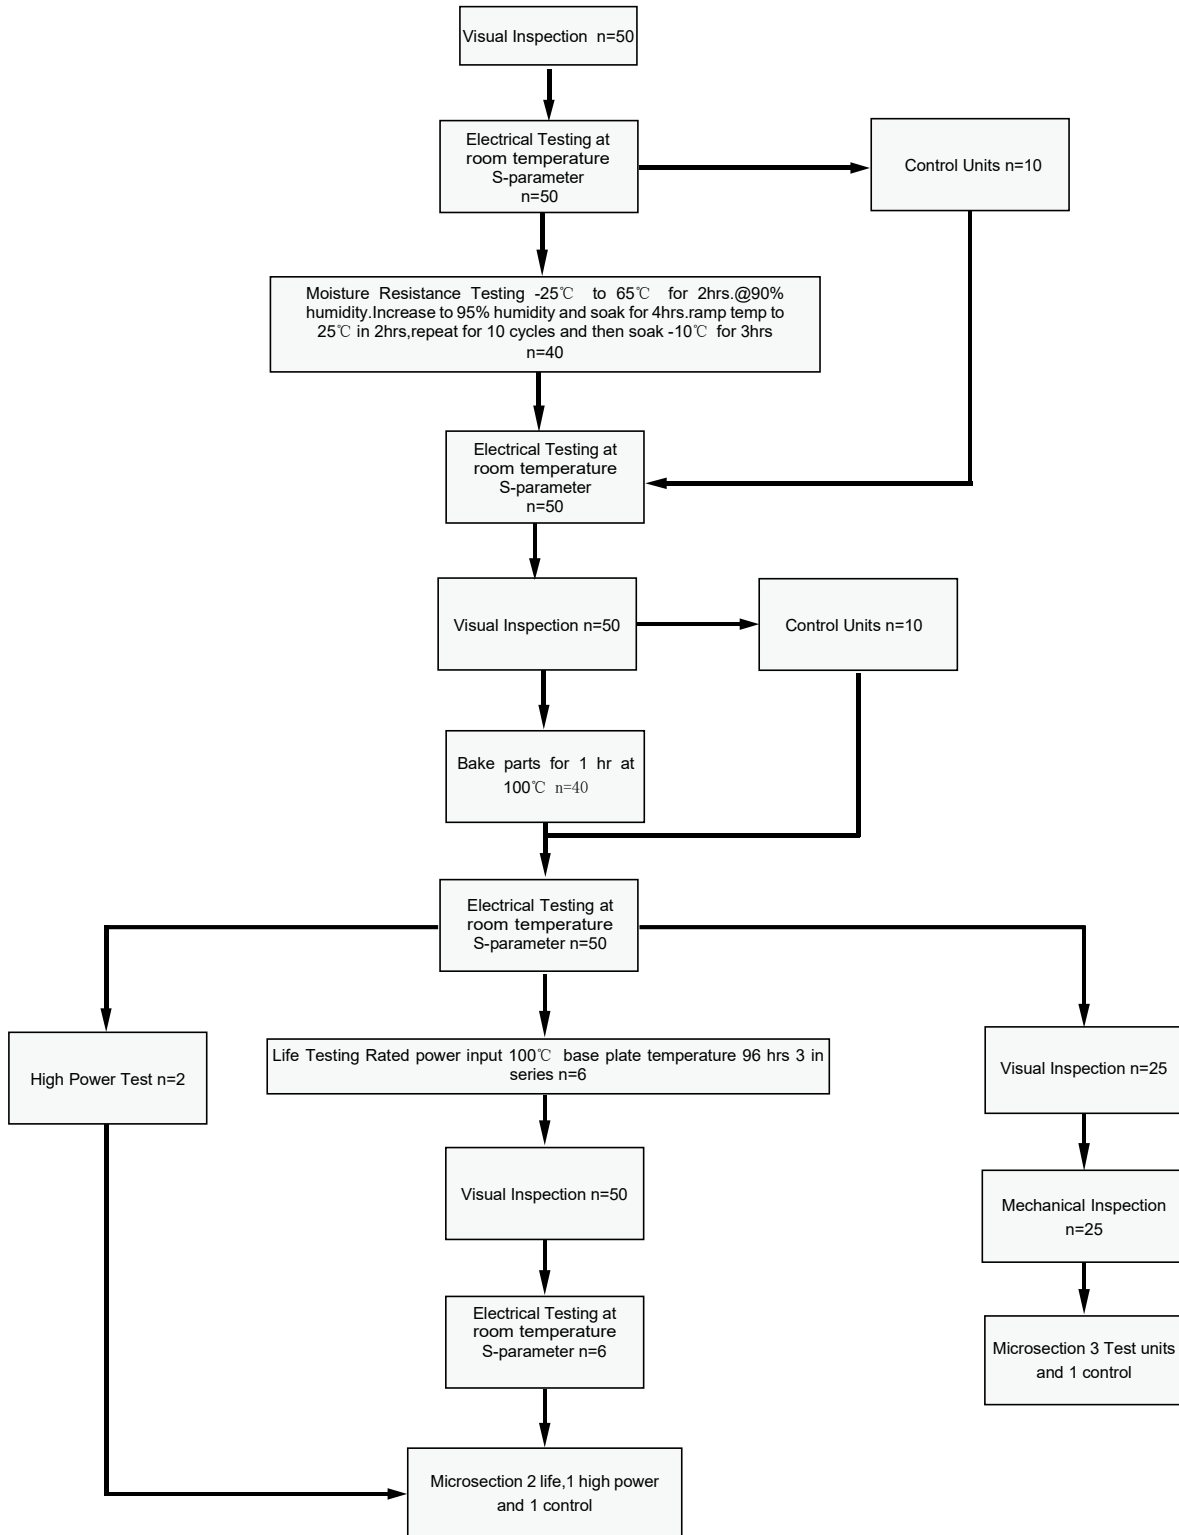 Visual Inspection n=50
Electrical Testing at
room temperature
S-parameter
n=50
Control Units n=10
Moisture Resistance Testing -25℃ to 65℃ for 2hrs.@90%
humidity.Increase to 95% humidity and soak for 4hrs.ramp temp to
25℃ in 2hrs,repeat for 10 cycles and then soak -10℃ for 3hrs
n=40
Electrical Testing at
room temperature
S-parameter
n=50
Visual Inspection n=50
Control Units n=10
Bake parts for 1 hr at
100℃ n=40
Electrical Testing at
room temperature
S-parameter n=50
High Power Test n=2
Life Testing Rated power input 100℃ base plate temperature 96 hrs 3 in
series n=6
Visual Inspection n=25
Visual Inspection n=50
Mechanical Inspection
n=25
Electrical Testing at
room temperature
S-parameter n=6
Microsection 3 Test units
and 1 control
Microsection 2 life,1 high power
and 1 control